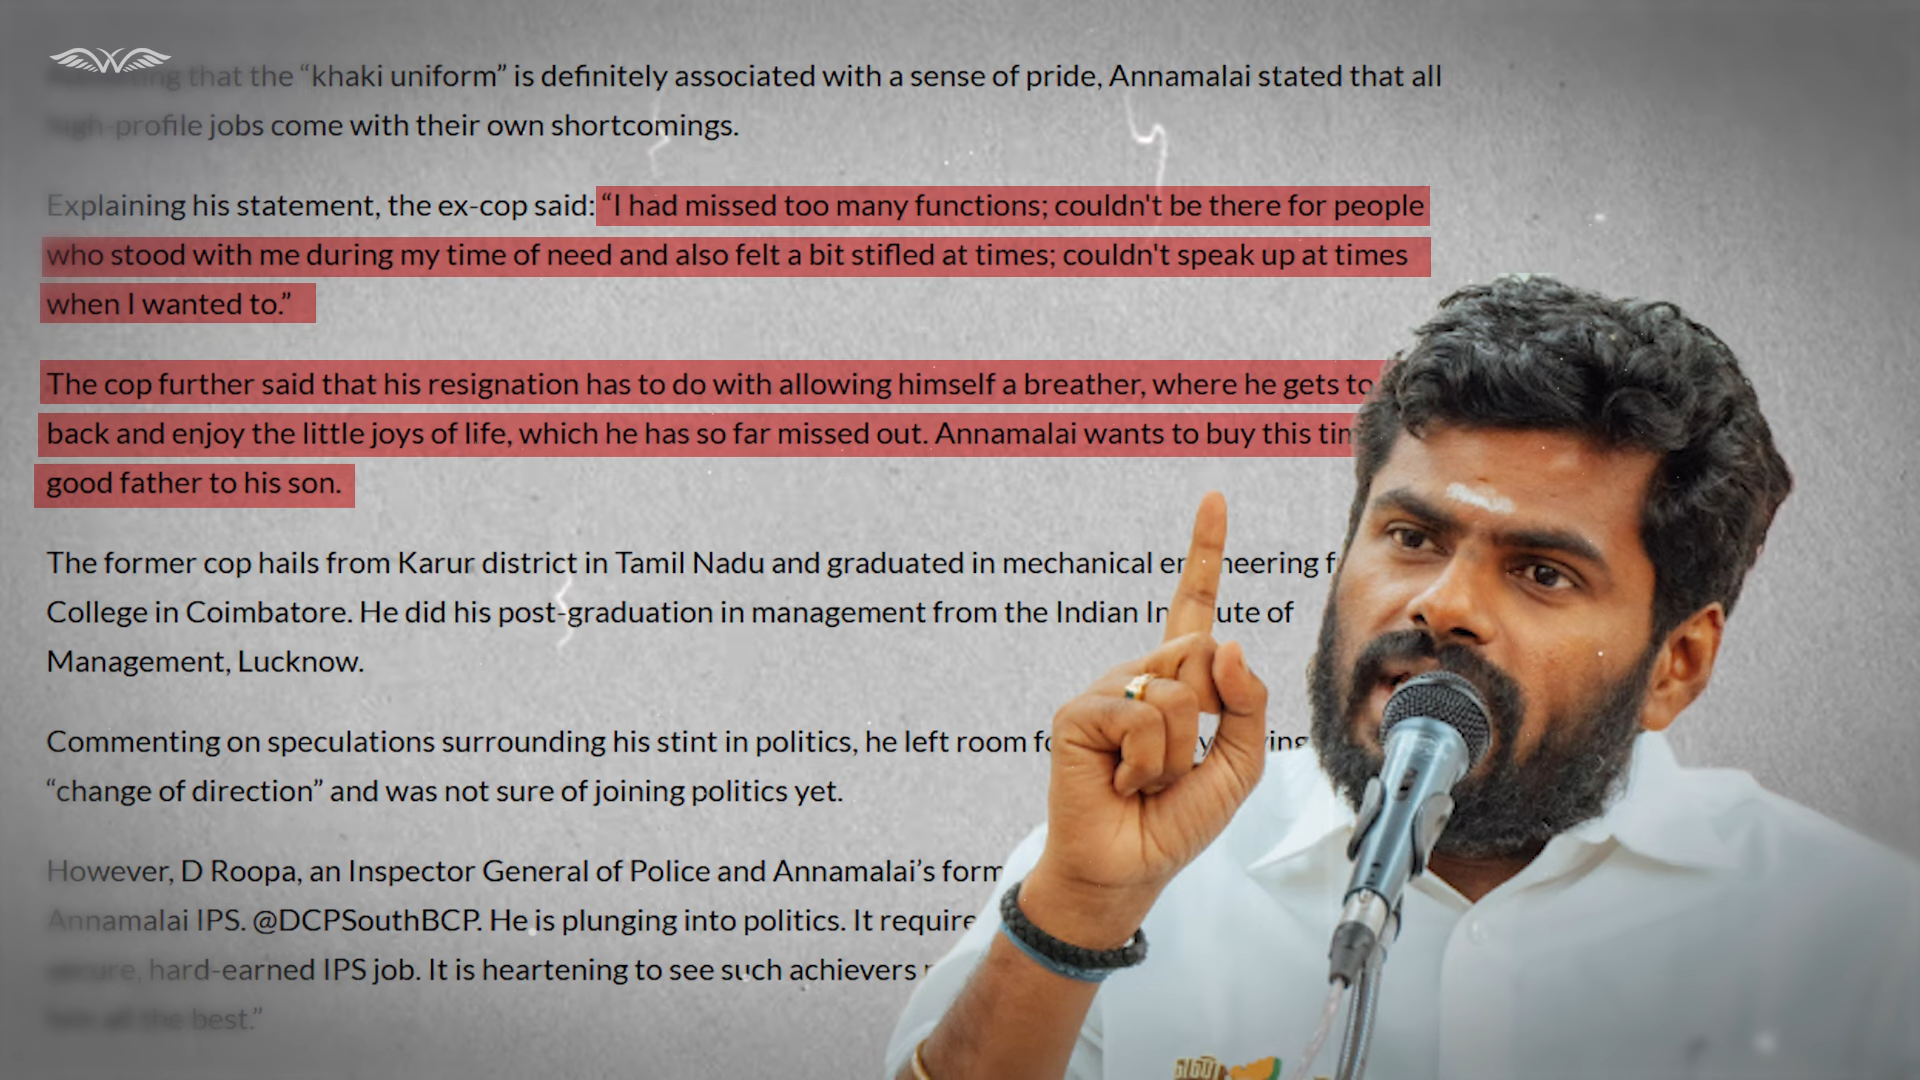 that the “khaki uniform” is definitely associated with a sense of pride, Annamalai stated that all
high-profile jobs come with their own shortcomings.
Explaining his statement, the ex-cop said: “I had missed too many functions; couldn't be there for people
who stood with me during my time of need and also felt a bit stifled at times; couldn't speak up at times
when I wanted to.”
The cop further said that his resignation has to do with allowing himself a breather, where he gets to
back and enjoy the little joys of life, which he has so far missed out. Annamalai wants to buy this
good father to his son.
The former cop hails from Karur district in Tamil Nadu and graduated in mechanical
College in Coimbatore. He did his post-graduation in management from the Indian
Management, Lucknow.
Commenting on speculations surrounding his stint in politics, he left room
“change of direction” and was not sure of joining politics yet.
However, D Roopa, an Inspector General of Police and Annamalai’s
Annamalai IPS. @DCPSouthBCP. He is plunging into politics. It
hard-earned IPS job. It is heartening to see such achievers
the best.”